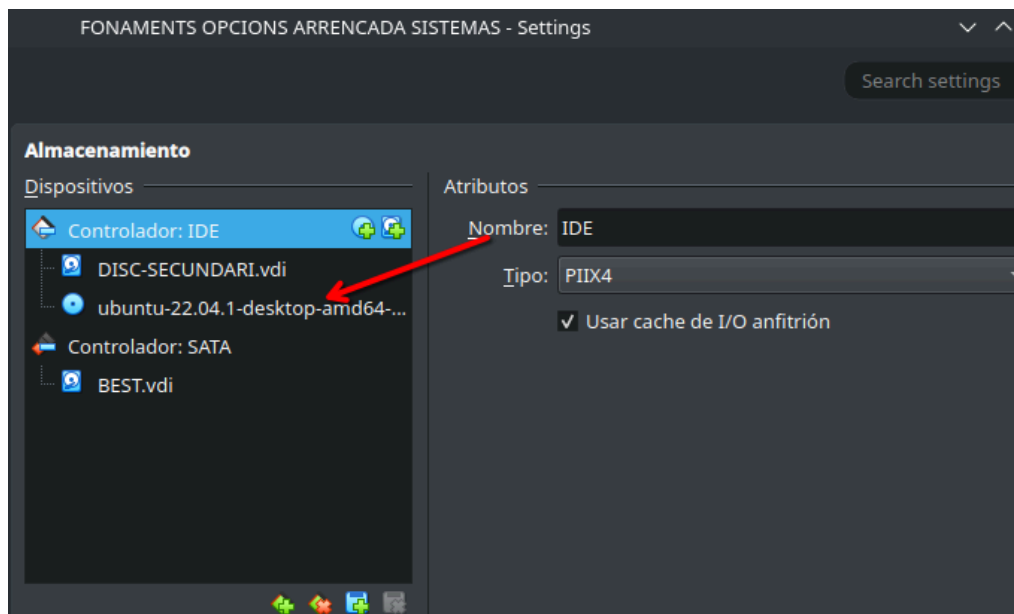 FONAMENTS OPCIONS ARRENCADA SISTEMAS - Settings
Search settings
Almacenamiento
Dispositivos
Controlador: IDE
DISC-SECUNDARI.vdi
ubuntu-22.04.1-desktop-amd64-...
Controlador: SATA
BEST.vdi
Atributos
Nombre: IDE
Tipo: PIIX4
Usar cache de I/O anfitrión